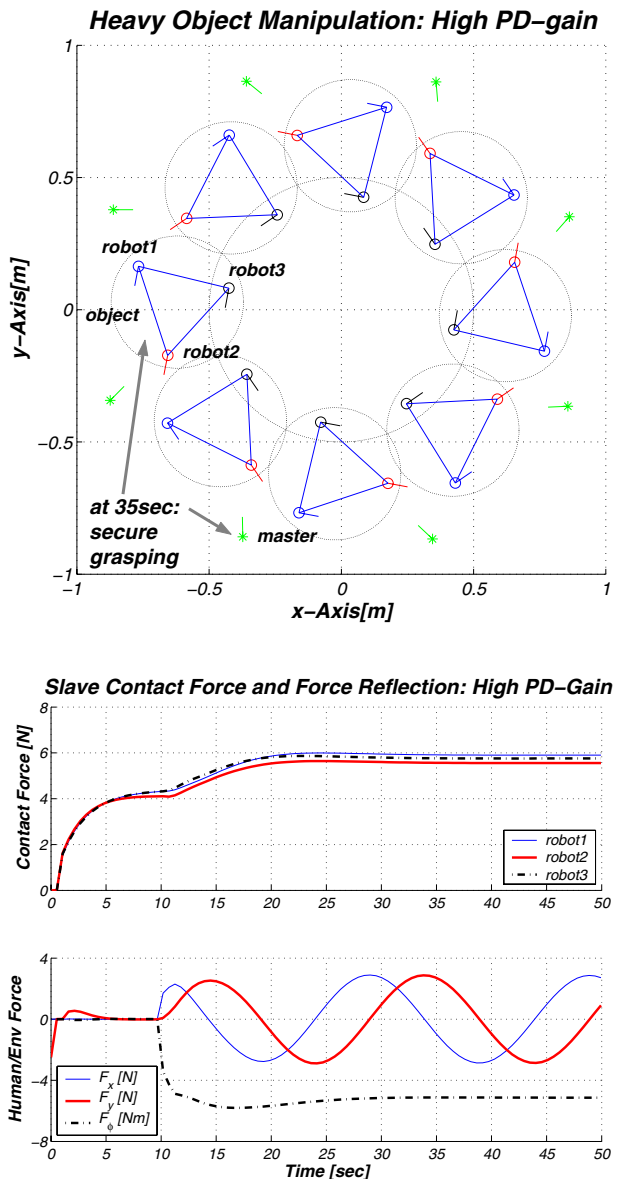 Heavy Object Manipulation: High PD-gain
1
0.5
0
−0.5
−1
y−Axis[m]
robot1
robot3
object
robot2
at 35sec:
secure
grasping
master
−1
−0.5
0
0.5
1
x−Axis[m]
Slave Contact Force and Force Reflection: High PD-Gain
8
6
4
2
0
Contact Force [N]
robot1
robot2
robot3
0 5 10 15 20 25 30 35 40 45 50
4
0
−4
−8
Human/Env Force
F_x [N]
F_y [N]
F_ϕ [Nm]
0 5 10 15 20 25 30 35 40 45 50
Time [sec]